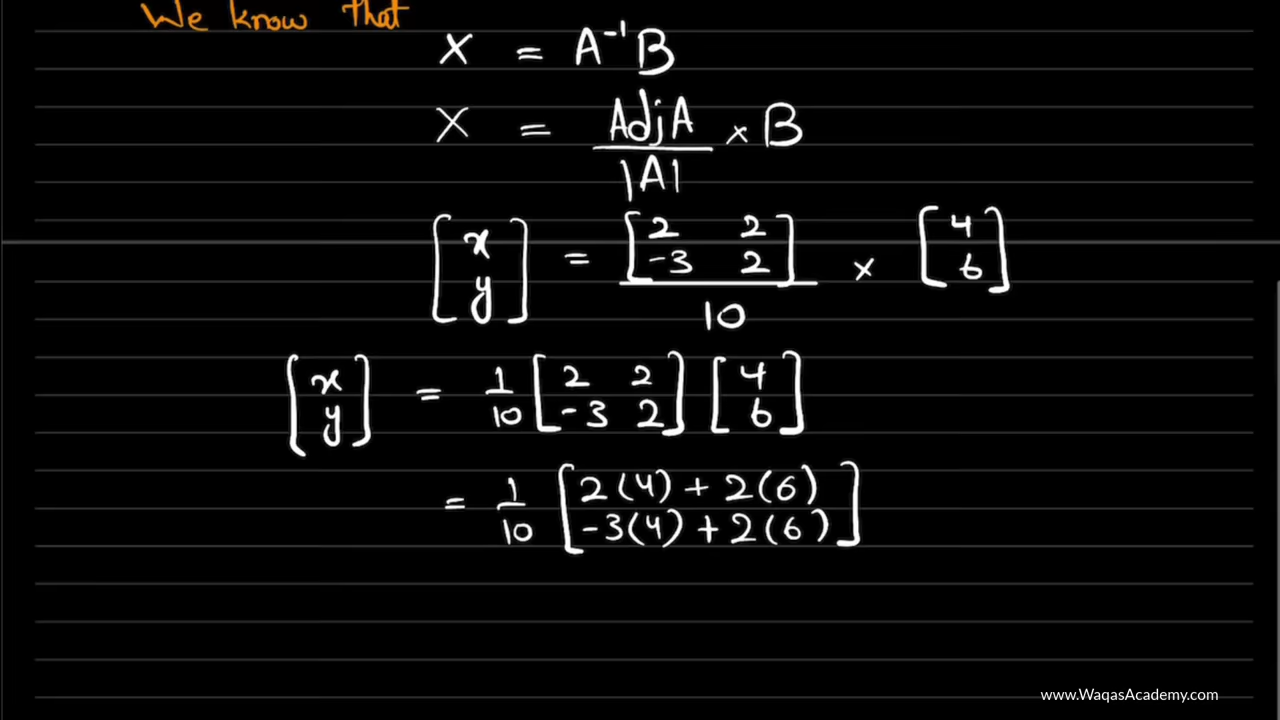 We know that
X = A⁻¹B
X = AdjA / |A| × B
[x y] = [2 2 -3 2] / 10 × [4 6]
[x y] = 1/10 [2 2 -3 2] [4 6]
= 1/10 [2(4) + 2(6) -3(4) + 2(6)]
www.WaqasAcademy.com